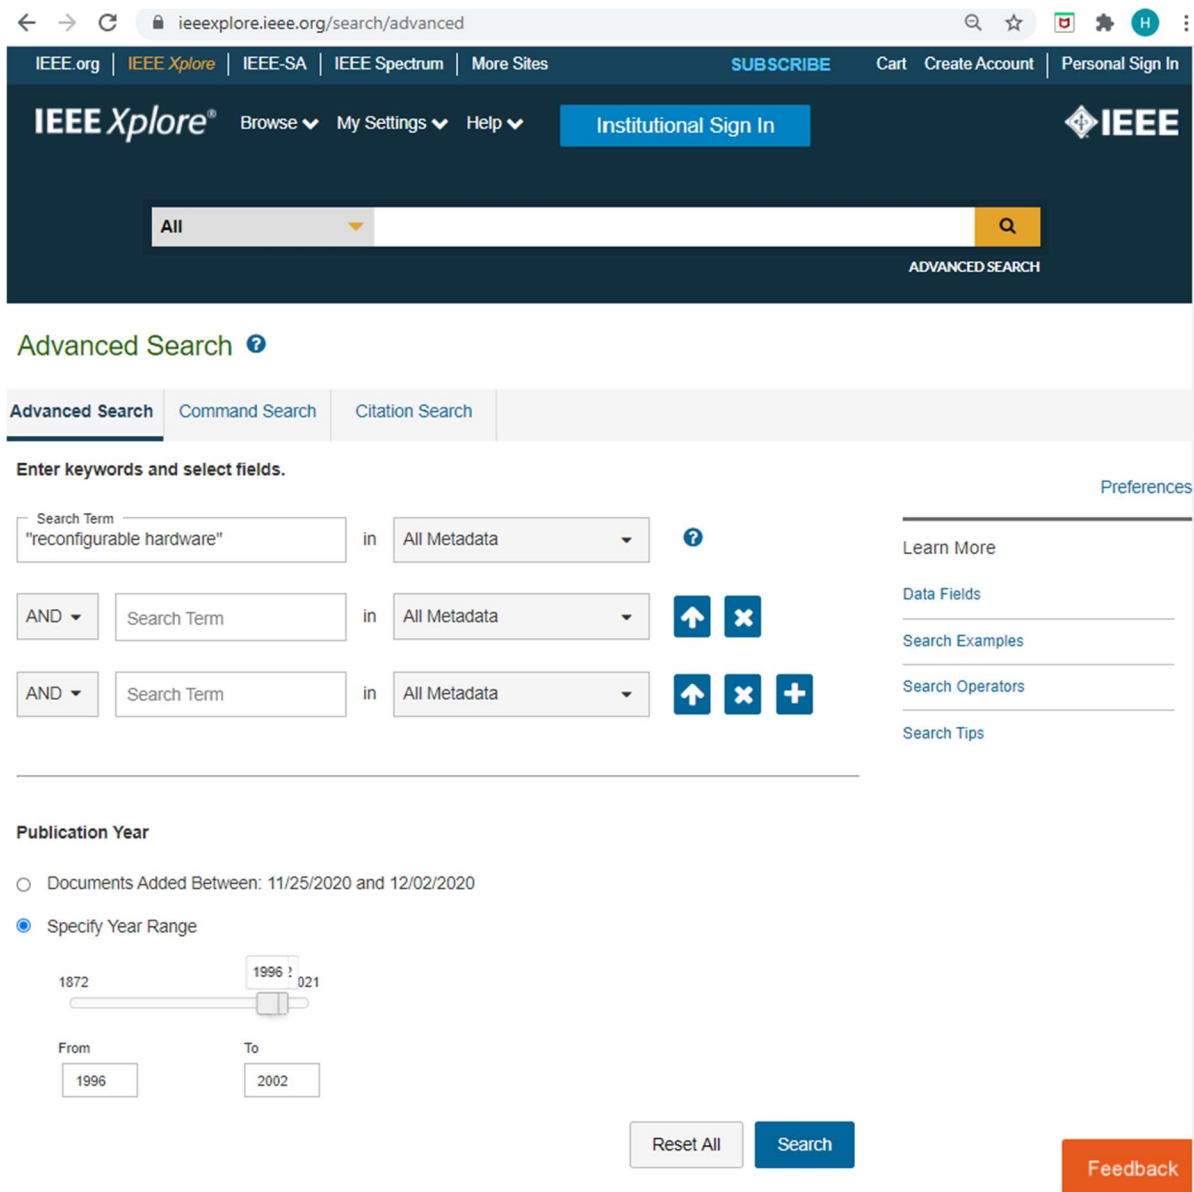 ieeexplore.ieee.org/search/advanced H
IEEE.org IEEE Xplore IEEE-SA IEEE Spectrum More Sites SUBSCRIBE Cart Create Account Personal Sign In
IEEE Xplore® Browse My Settings Help Institutional Sign In IEEE
All
ADVANCED SEARCH
Advanced Search ?
Advanced Search Command Search Citation Search
Enter keywords and select fields.
Preferences
Search Term
"reconfigurable hardware" in All Metadata ?
Learn More
Data Fields
AND Search Term in All Metadata
Search Examples
Search Operators
AND Search Term in All Metadata
Search Tips
Publication Year
Documents Added Between: 11/25/2020 and 12/02/2020
Specify Year Range
1872 1996 2 021
From To
1996 2002
Reset All Search
Feedback